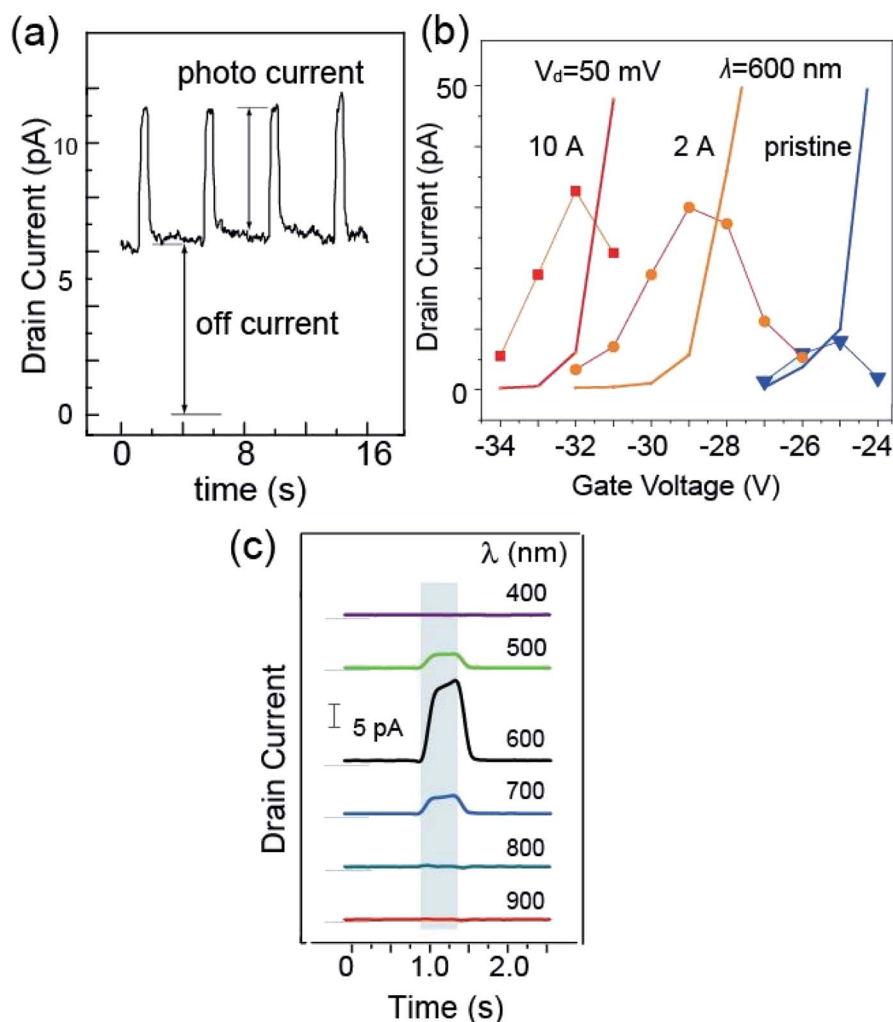 (a)
Drain Current (pA)
10
5
0
photo current
off current
0 8 16
time (s)
(b)
Drain Current (pA)
50
0
Vd=50 mV λ=600 nm
10 A 2 A pristine
-34 -32 -30 -28 -26 -24
Gate Voltage (V)
(c)
Drain Current
λ (nm)
400
500
5 pA
600
700
800
900
0 1.0 2.0
Time (s)